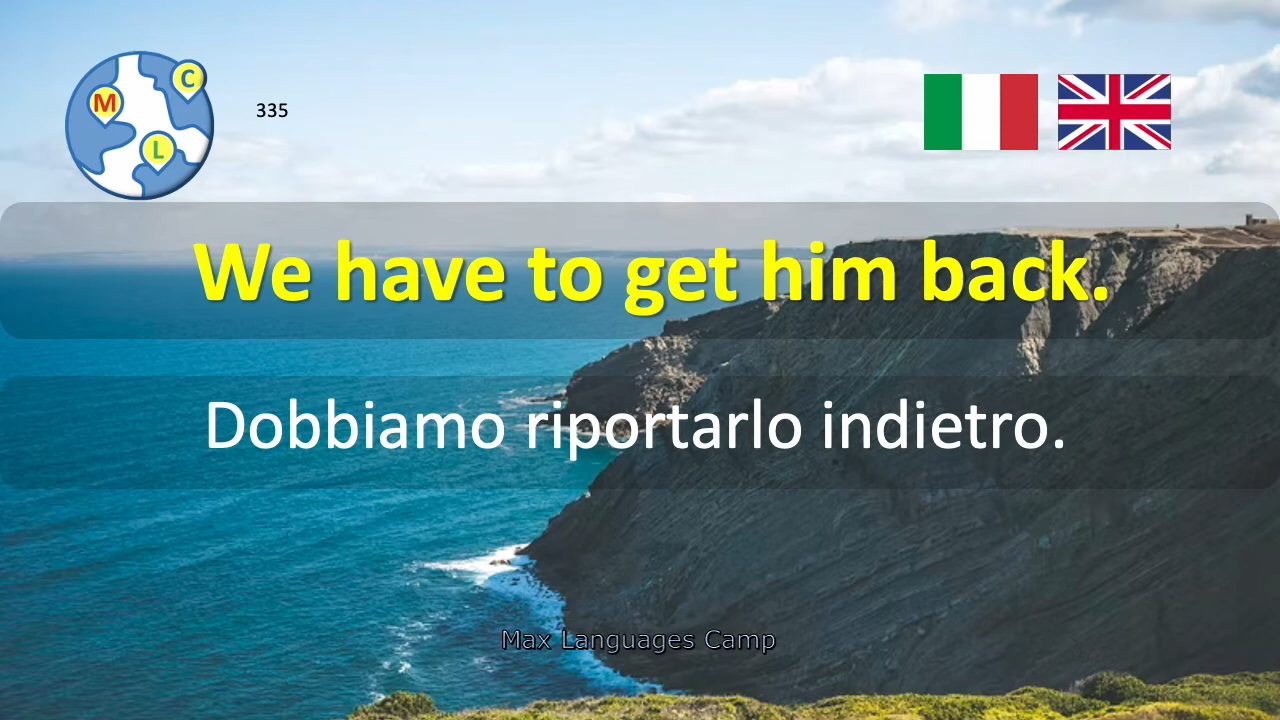 C
M
335
L
We have to get him back.
Dobbiamo riportarlo indietro.
Max Languages Camp